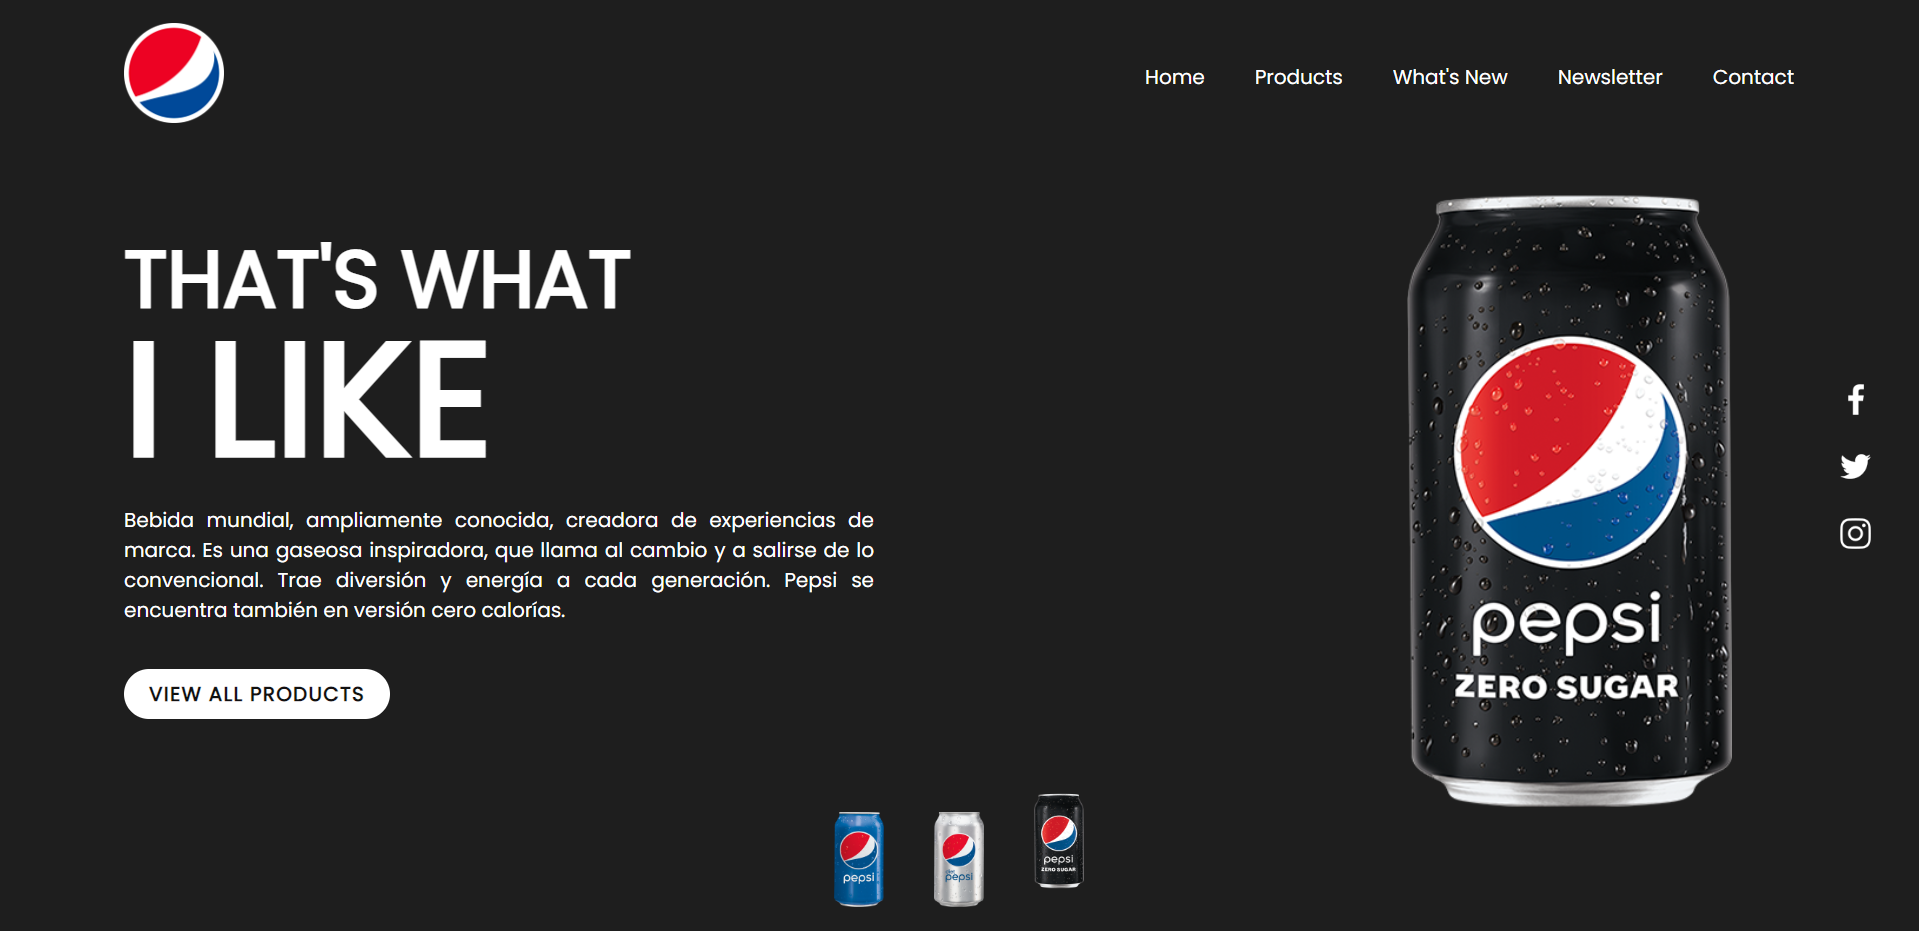 Home Products What's New Newsletter Contact
THAT'S WHAT
I LIKE
Bebida mundial, ampliamente conocida, creadora de experiencias de
marca. Es una gaseosa inspiradora, que llama al cambio y a salirse de lo
convencional. Trae diversión y energía a cada generación. Pepsi se
encuentra también en versión cero calorías.
VIEW ALL PRODUCTS
pepsi
ZERO SUGAR
pepsi
diet
pepsi
pepsi
ZERO SUGAR